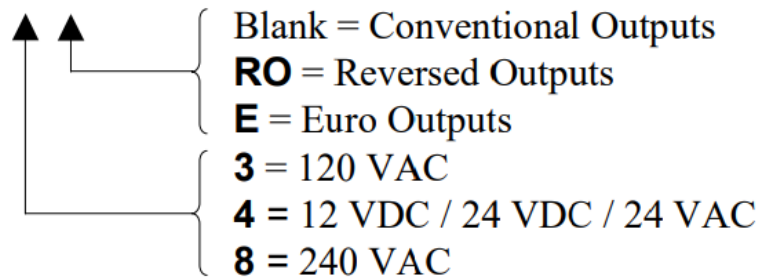 Blank = Conventional Outputs
RO = Reversed Outputs
E = Euro Outputs
3 = 120 VAC
4 = 12 VDC / 24 VDC / 24 VAC
8 = 240 VAC